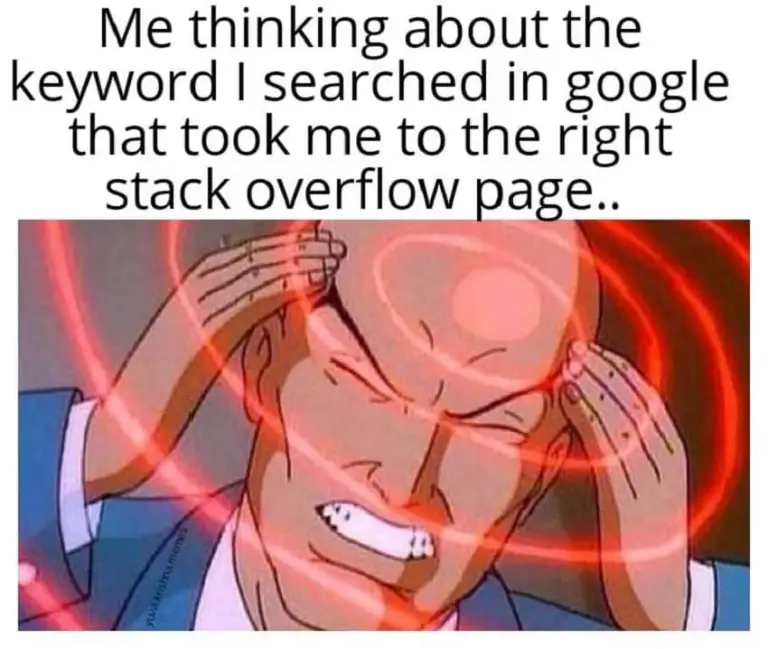 Me thinking about the
keyword I searched in google
that took me to the right
stack overflow page..